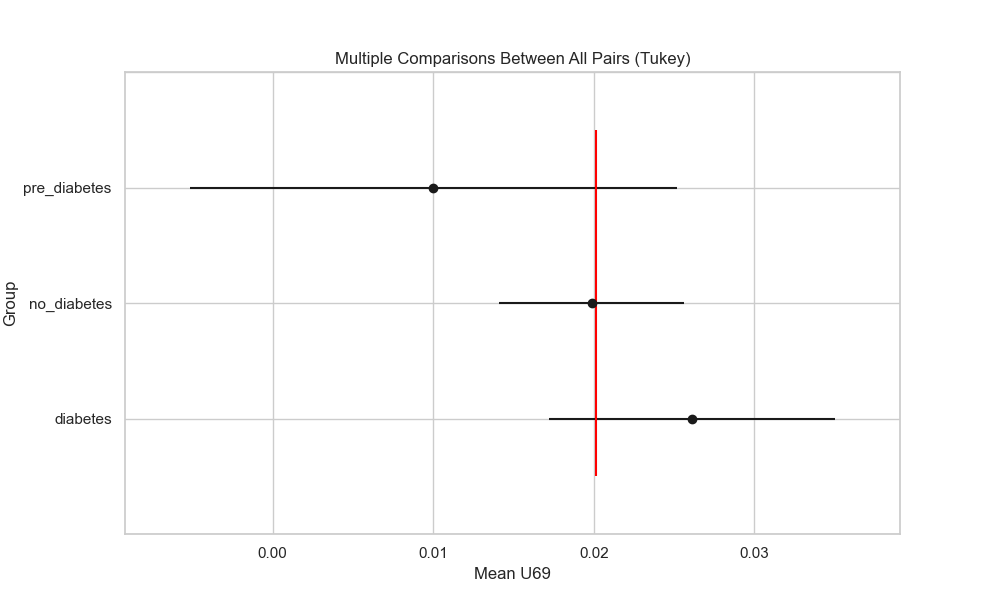 Multiple Comparisons Between All Pairs (Tukey)
pre_diabetes
no_diabetes
diabetes
Group
0.00 0.01 0.02 0.03
Mean U69